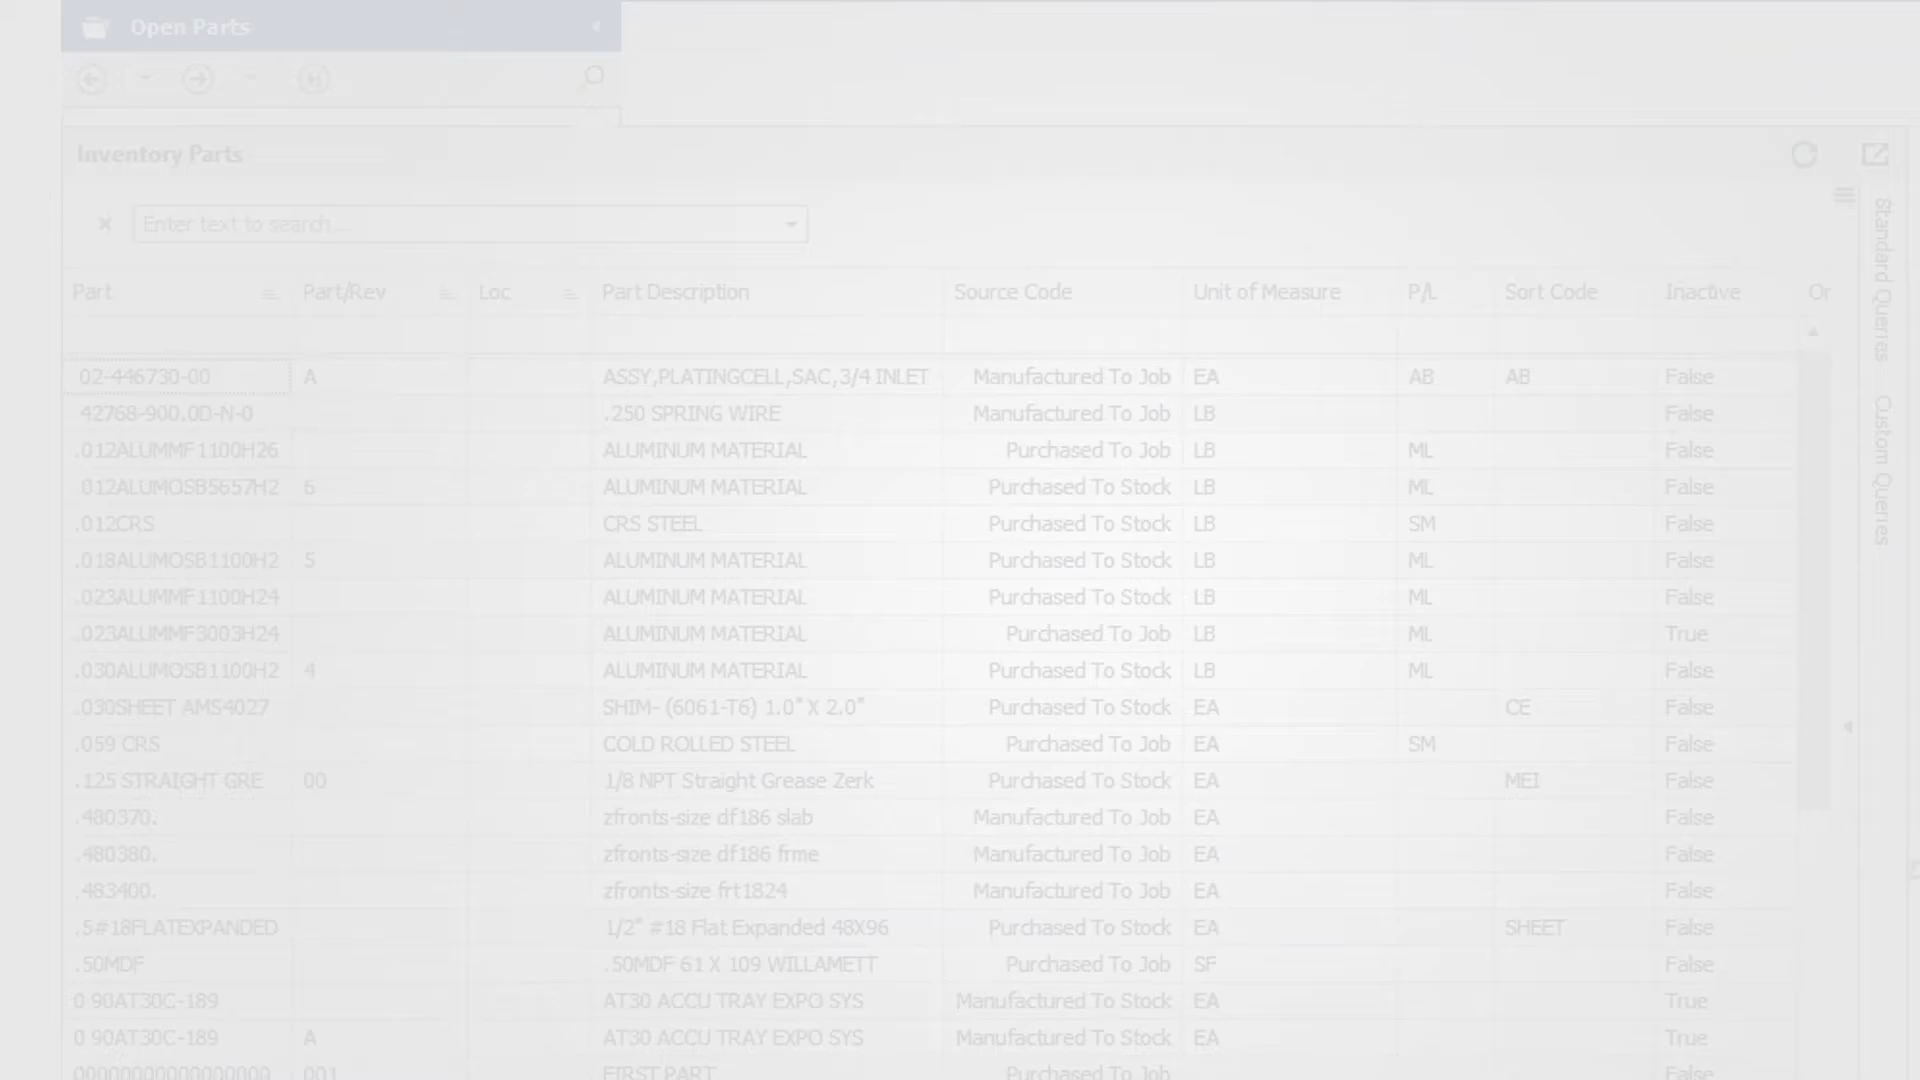 Open Parts
Inventory Parts
Enter text to search ...
Part Part/Rev Loc Part Description Source Code Unit of Measure P/L Sort Code Inactive Or
02-446730-00 A ASSY,PLATINGCELL,SAC,3/4 INLET Manufactured To Job EA AB AB False
42768-900.0D-N-0 .250 SPRING WIRE Manufactured To Job LB False
.012ALUMMF1100H26 ALUMINUM MATERIAL Purchased To Job LB ML False
012ALUMOSB5657H2 6 ALUMINUM MATERIAL Purchased To Stock LB ML False
.012CRS CRS STEEL Purchased To Stock LB SM False
.018ALUMOSB1100H2 5 ALUMINUM MATERIAL Purchased To Stock LB ML False
.023ALUMMF1100H24 ALUMINUM MATERIAL Purchased To Stock LB ML False
.023ALUMMF3003H24 ALUMINUM MATERIAL Purchased To Job LB ML True
.030ALUMOSB1100H2 4 ALUMINUM MATERIAL Purchased To Stock LB ML False
.030SHEET AMS4027 SHIM- (6061-T6) 1.0" X 2.0" Purchased To Stock EA CE False
.059 CRS COLD ROLLED STEEL Purchased To Job EA SM False
.125 STRAIGHT GRE 00 1/8 NPT Straight Grease Zerk Purchased To Stock EA MEI False
.480370. zfronts-size df186 slab Manufactured To Job EA False
.480380. zfronts-size df186 frme Manufactured To Job EA False
.483400. zfronts-size frt1824 Manufactured To Job EA False
.5#18FLATEXPANDED 1/2" #18 Flat Expanded 48X96 Purchased To Stock EA SHEET False
.50MDF .50MDF 61 X 109 WILLAMETT Purchased To Job SF False
0 90AT30C-189 AT30 ACCU TRAY EXPO SYS Manufactured To Stock EA True
0 90AT30C-189 A AT30 ACCU TRAY EXPO SYS Manufactured To Stock EA True
001 FIRST PART Purchased To Job False
Standard Queries
Custom Queries